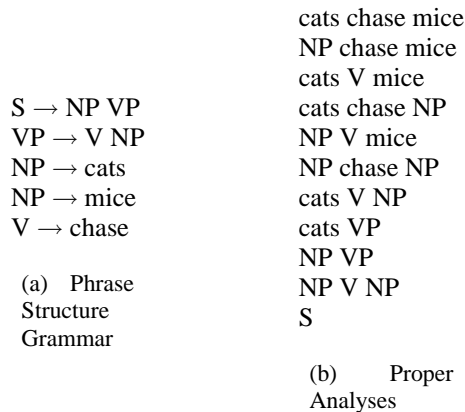 S → NP VP
VP → V NP
NP → cats
NP → mice
V → chase
(a) Phrase
Structure
Grammar
cats chase mice
NP chase mice
cats V mice
cats chase NP
NP V mice
NP chase NP
cats V NP
cats VP
NP VP
NP V NP
S
(b) Proper
Analyses